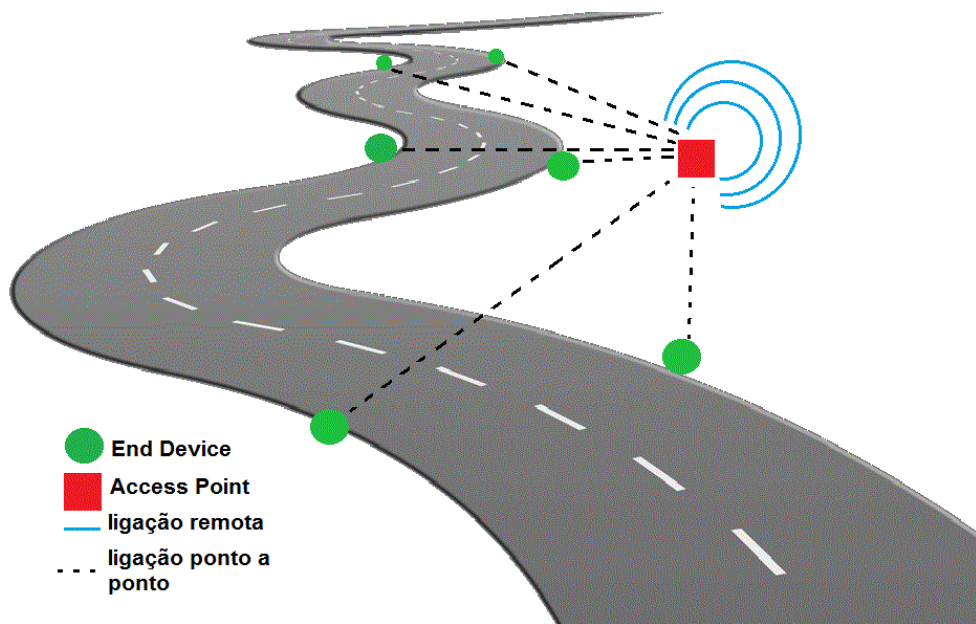 End Device
Access Point
ligação remota
ligação ponto a
ponto